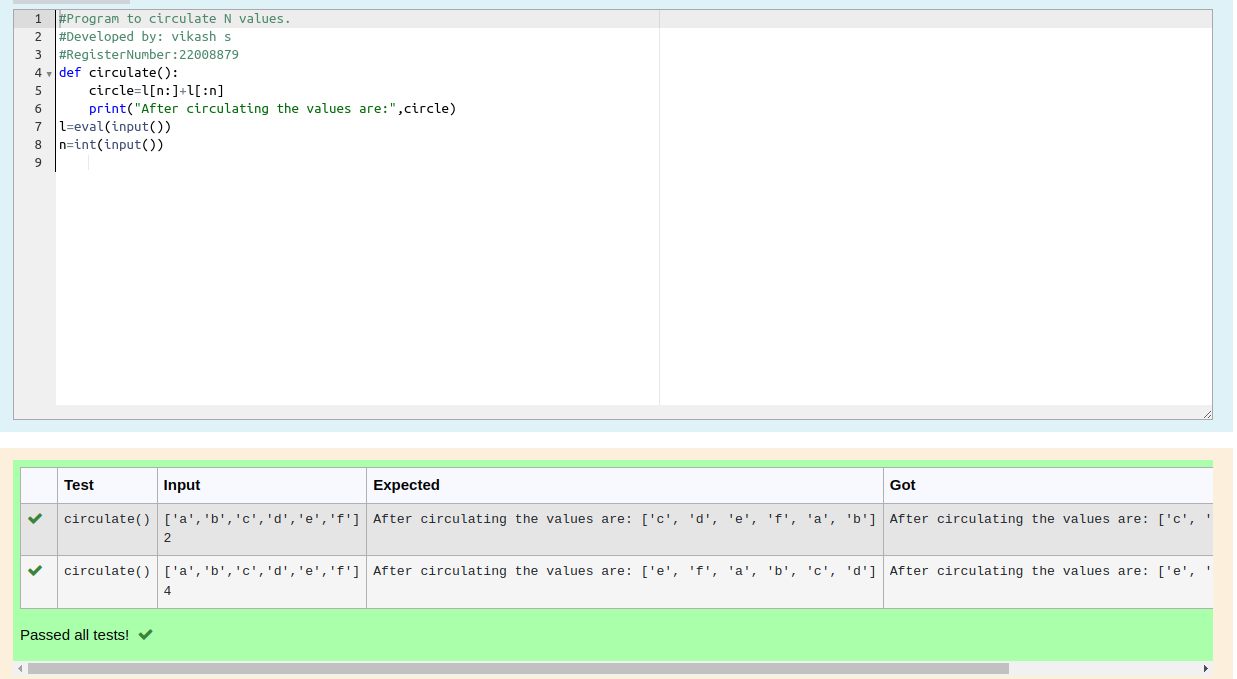 1 #Program to circulate N values.
2 #Developed by: vikash s
3 #RegisterNumber:22008879
4 def circulate():
5     circle=l[n:]+l[:n]
6     print("After circulating the values are:",circle)
7 l=eval(input())
8 n=int(input())
9
Test Input Expected Got
circulate() ['a','b','c','d','e','f'] After circulating the values are: ['c', 'd', 'e', 'f', 'a', 'b'] After circulating the values are: ['c', '
2
circulate() ['a','b','c','d','e','f'] After circulating the values are: ['e', 'f', 'a', 'b', 'c', 'd'] After circulating the values are: ['e', '
4
Passed all tests!